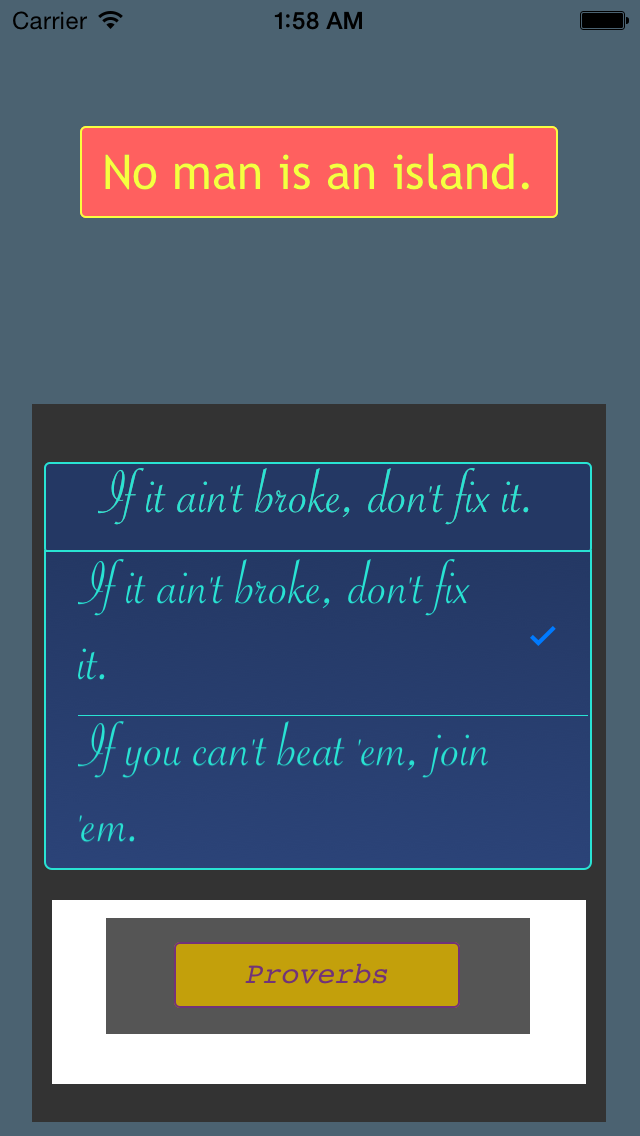 Carrier 1:58 AM
No man is an island.
If it ain't broke, don't fix it.
If it ain't broke, don't fix
it.
If you can't beat 'em, join
'em.
Proverbs